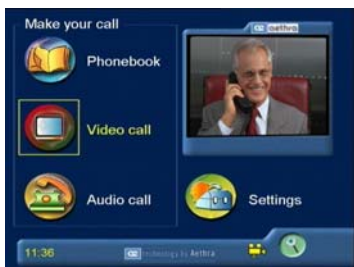 Make your call
aethra
Phonebook
Video call
Audio call
Settings
11:36
technology by Aethra